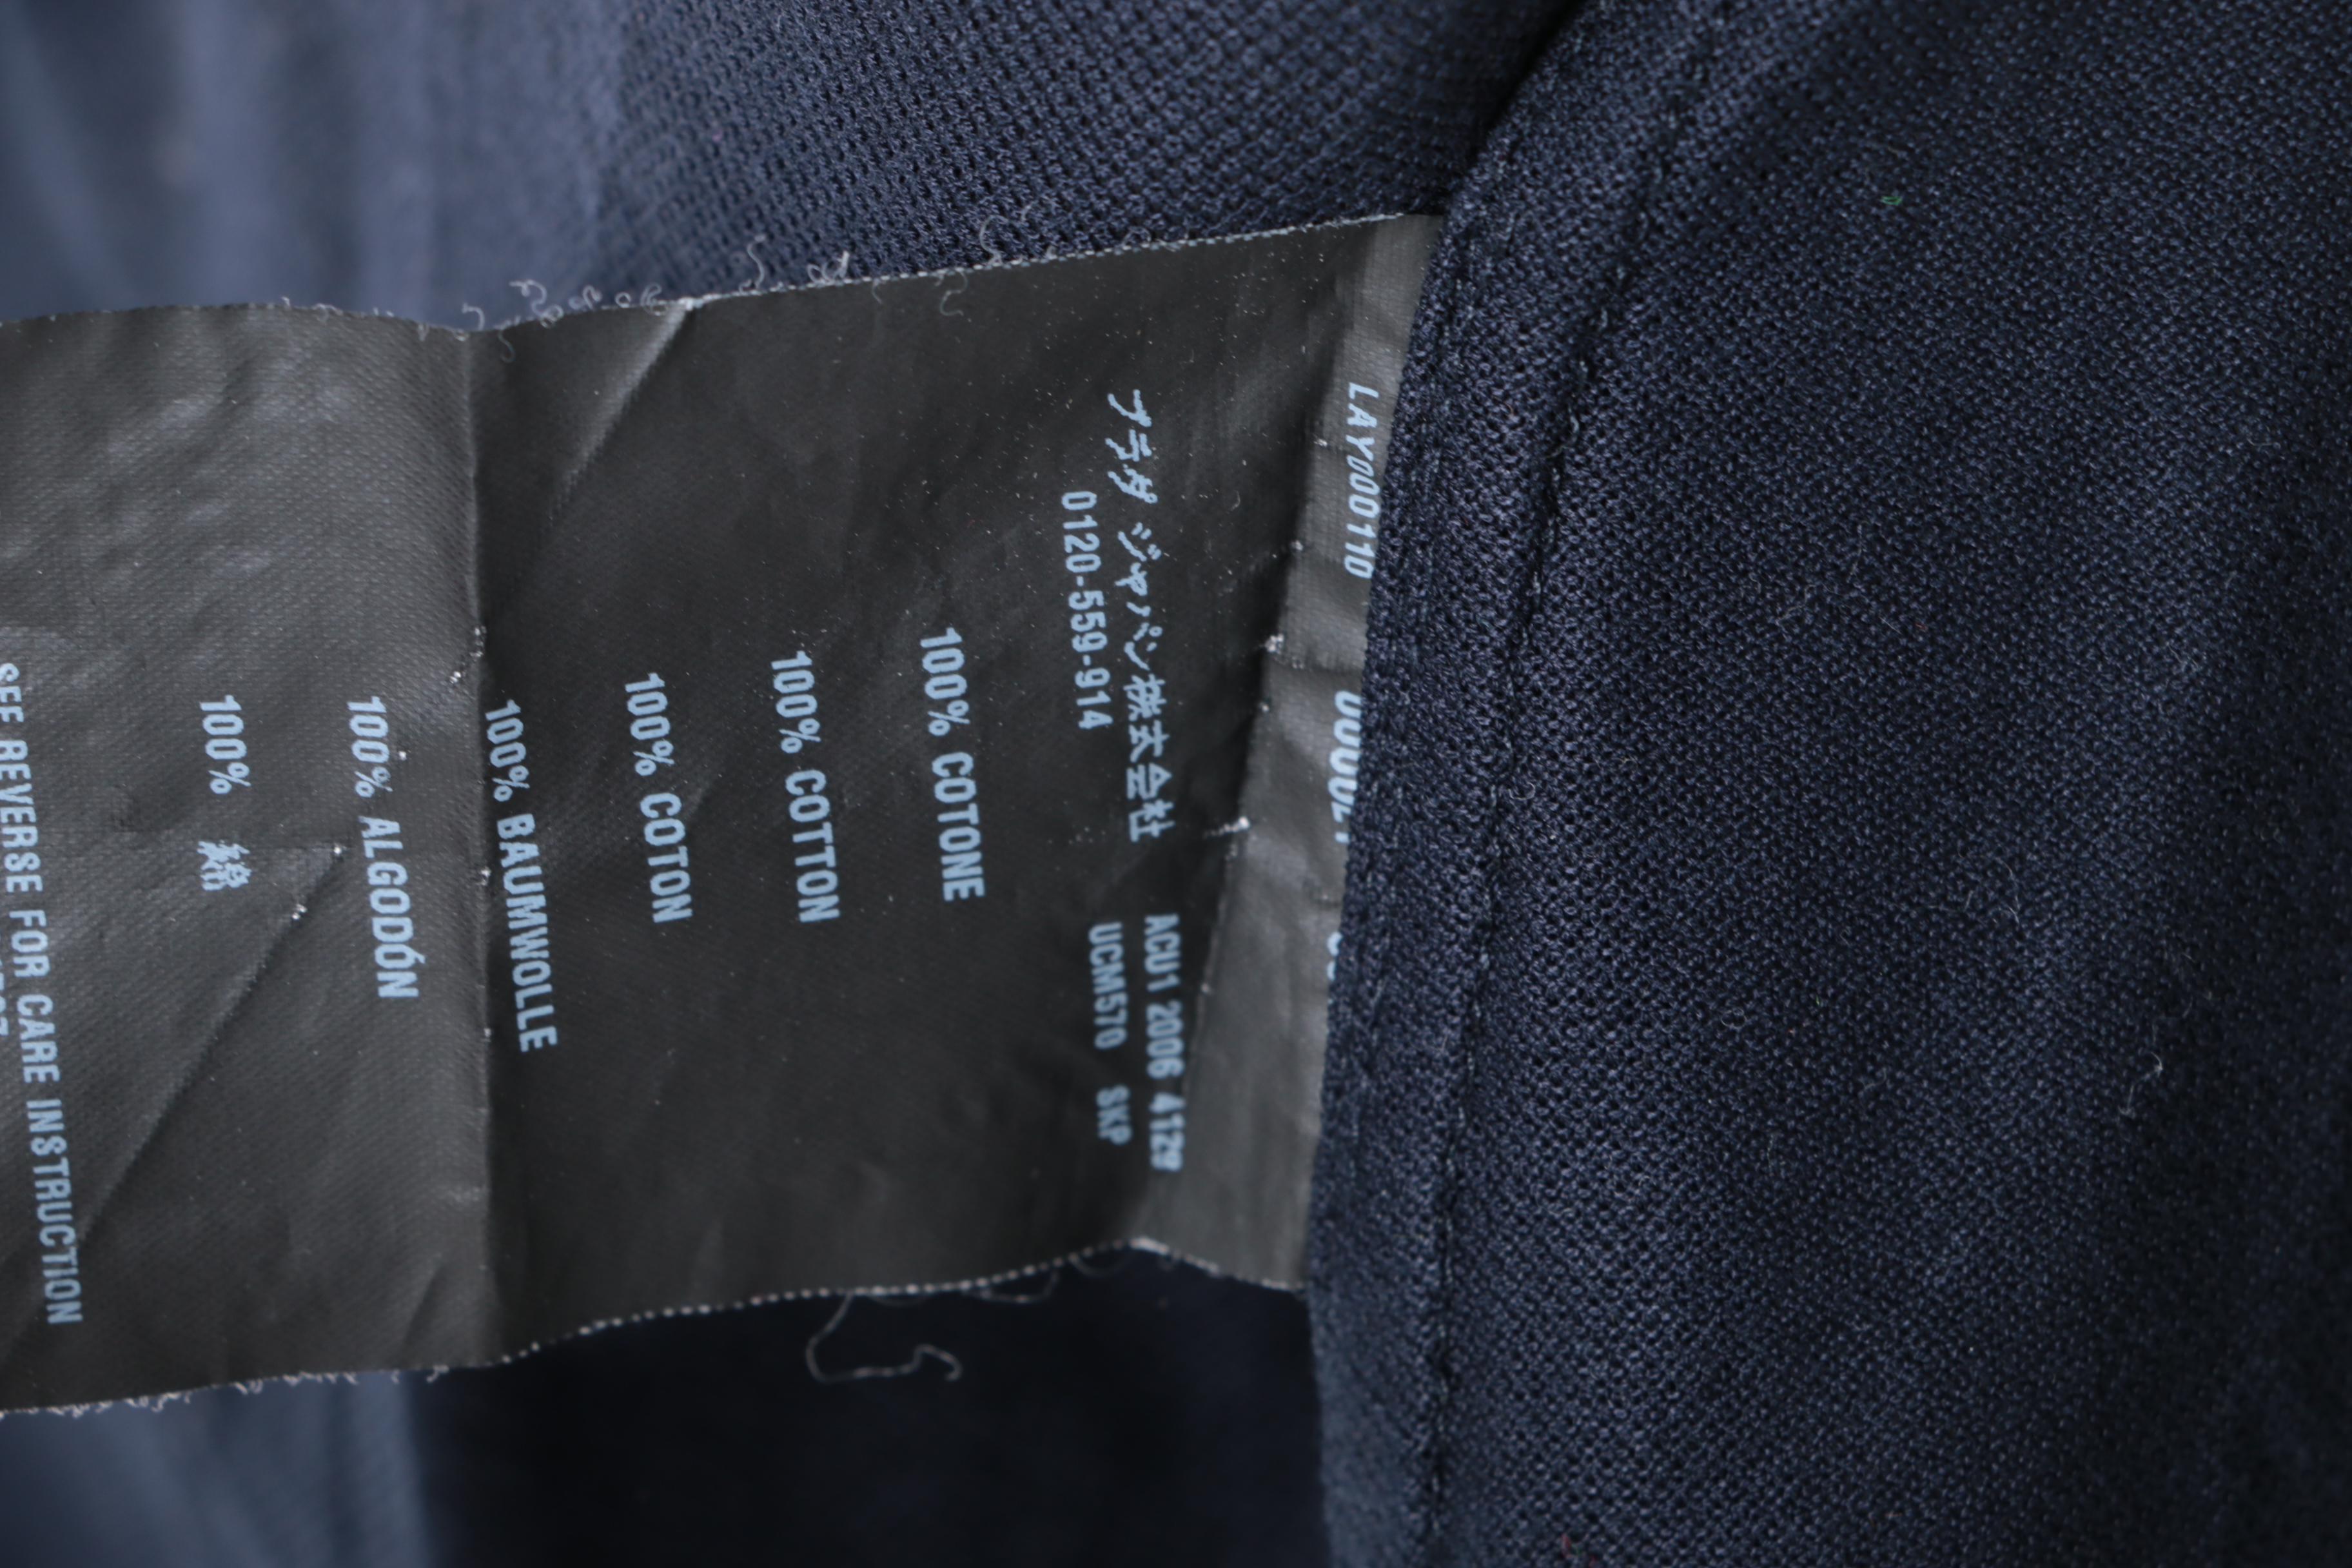 LAY000110
プラダ ジャパン株式会社 ACU1 2006 4129
0120-559-914 UCM570 SKP
100% COTONE
100% COTTON
100% COTON
100% BAUMWOLLE
100% ALGODÓN
100% 綿
SEE REVERSE FOR CARE INSTRUCTION